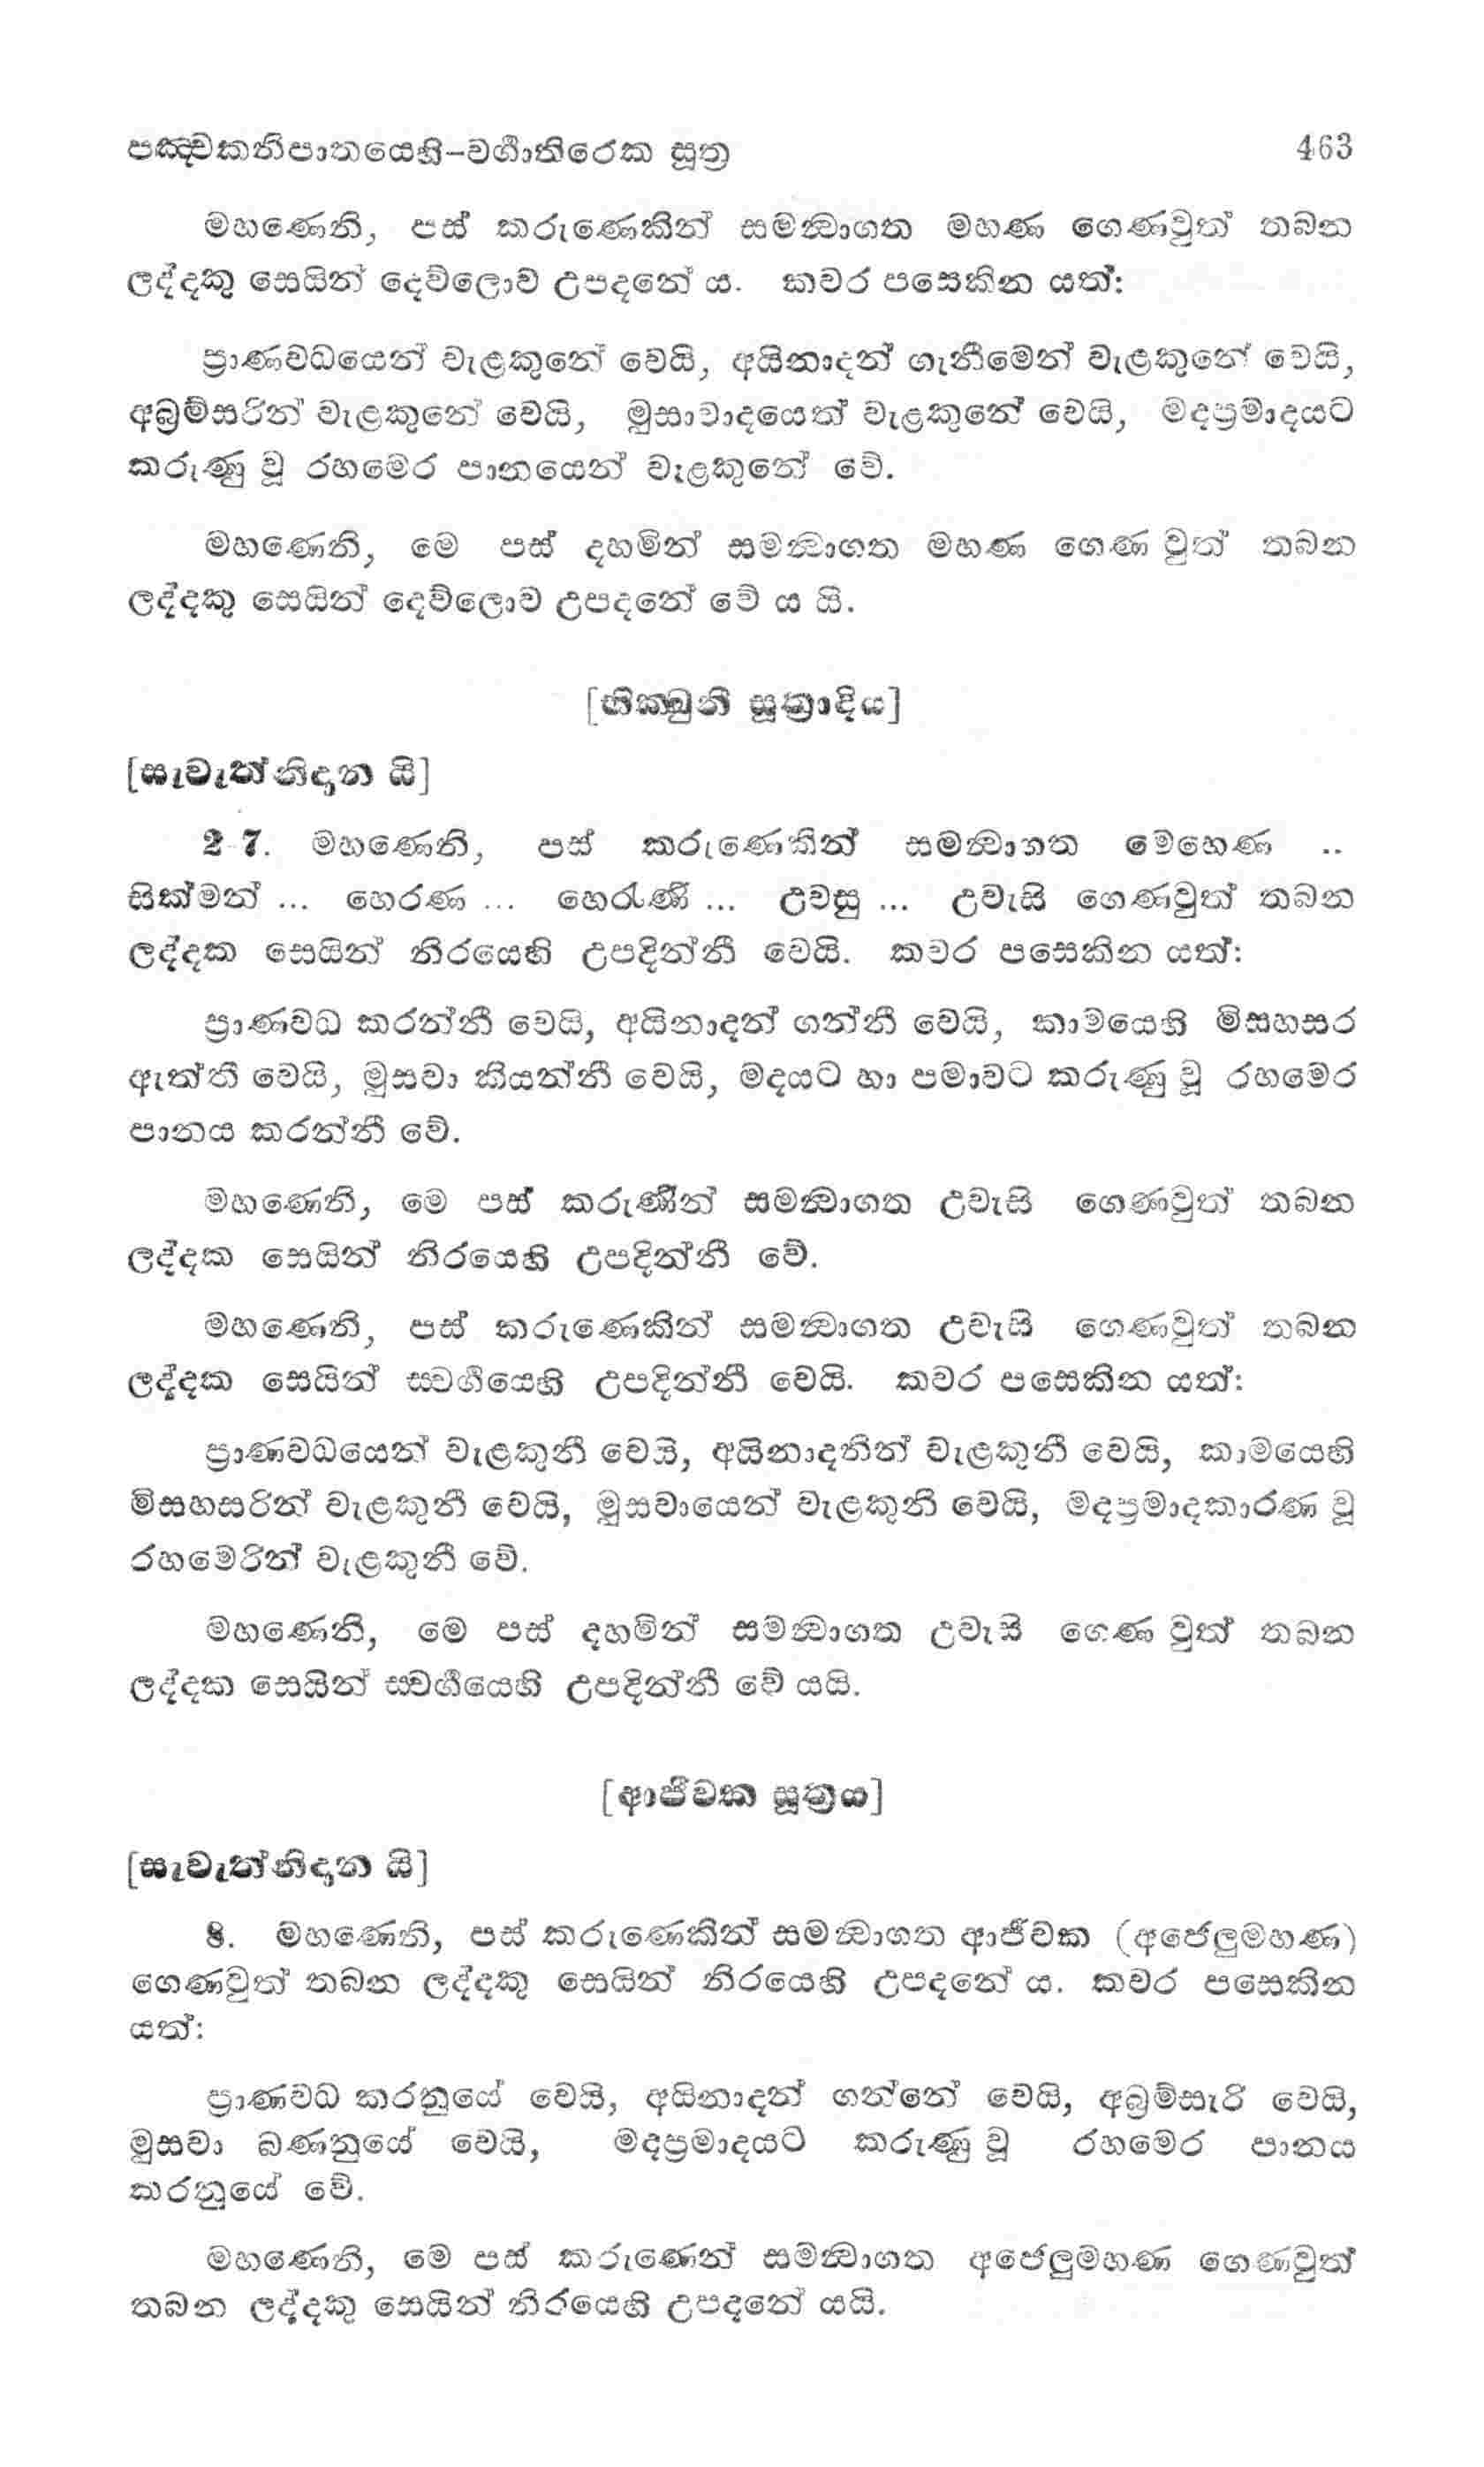 පඤ්චකනිපාතයෙහි-වර්‍ගාතිරෙක සූත්‍ර 463
මහණෙනි, පස් කරුණෙකින් සමන්‍වාගත මහණ ගෙණවුත් තබන
ලද්දකු සෙයින් දෙව්ලොව උපදනේ ය. කවර පසෙකින යත්:
ප්‍රාණවධයෙන් වැළකුනේ වෙයි, අයිනාදන් ගැනීමෙන් වැළකුනේ වෙයි,
අබ්‍රම්සරින් වැළකුනේ වෙයි, මුසාවාදයෙන් වැළකුනේ වෙයි, මදප්‍රමාදයට
කරුණු වූ රහමෙර පානයෙන් වැළකුනේ වේ.
මහණෙනි, මෙ පස් දහමින් සමන්‍වාගත මහණ ගෙණ වුත් තබන
ලද්දකු සෙයින් දෙව්ලොව උපදනේ වේ ය යි.
[භික්ඛුනී සූත්‍රාදිය]
[සැවැත්නිදාන යි]
2-7. මහණෙනි, පස් කරුණෙකින් සමන්‍වාගත මෙහෙණ ..
සික්මන් ... හෙරණ ... හෙරැණි ... උවසු ... උවැසි ගෙණවුත් තබන
ලද්දක සෙයින් නිරයෙහි උපදින්නී වෙයි. කවර පසෙකින යත්:
ප්‍රාණවධ කරන්නී වෙයි, අයිනාදන් ගන්නී වෙයි, කාමයෙහි මිසහසර
ඇත්තී වෙයි, මුසවා කියන්නී වෙයි, මදයට හා පමාවට කරුණු වූ රහමෙර
පානය කරන්නී වේ.
මහණෙනි, මෙ පස් කරුණින් සමන්‍වාගත උවැසි ගෙණවුත් තබන
ලද්දක සෙයින් නිරයෙහි උපදින්නී වේ.
මහණෙනි, පස් කරුණෙකින් සමන්‍වාගත උවැසි ගෙණවුත් තබන
ලද්දක සෙයින් ස්වර්‍ගයෙහි උපදින්නී වෙයි. කවර පසෙකින යත්:
ප්‍රාණවධයෙන් වැළකුනී වෙයි, අයිනාදනින් වැළකුනී වෙයි, කාමයෙහි
මිසහසරින් වැළකුනී වෙයි, මුසවායෙන් වැළකුනී වෙයි, මදප්‍රමාදකාරණ වූ
රහමෙරින් වැළකුනී වේ.
මහණෙනි, මෙ පස් දහමින් සමන්‍වාගත උවැසි ගෙණ වුත් තබන
ලද්දක සෙයින් ස්වර්‍ගයෙහි උපදින්නී වේ යයි.
[ආජීවක සූත්‍රය]
[සැවැත්නිදාන යි]
8. මහණෙනි, පස් කරුණෙකින් සමන්‍වාගත ආජීවක (අජෙලුමහණ)
ගෙණවුත් තබන ලද්දකු සෙයින් නිරයෙහි උපදනේ ය. කවර පසෙකින
යත්:
ප්‍රාණවධ කරනුයේ වෙයි, අයිනාදන් ගන්නේ වෙයි, අබ්‍රම්සැරි වෙයි,
මුසවා බණනුයේ වෙයි, මදප්‍රමාදයට කරුණු වූ රහමෙර පානය
කරනුයේ වේ.
මහණෙනි, මෙ පස් කරුණෙන් සමන්‍වාගත අජෙලුමහණ ගෙණවුත්
තබන ලද්දකු සෙයින් නිරයෙහි උපදනේ යයි.